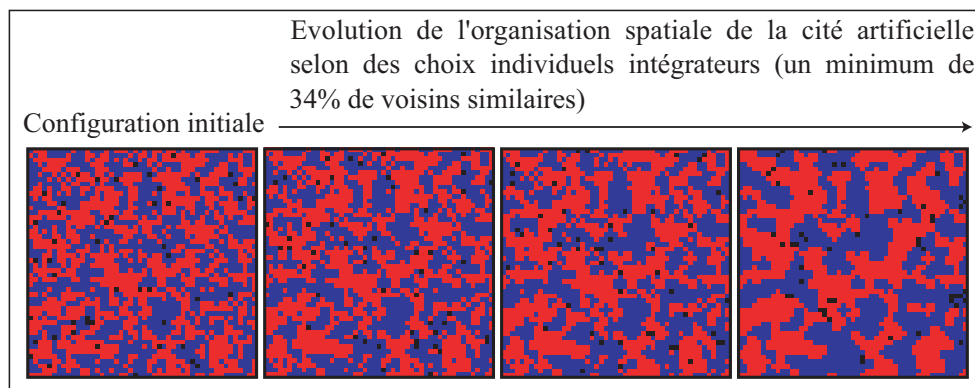 Evolution de l'organisation spatiale de la cité artificielle
selon des choix individuels intégrateurs (un minimum de
34% de voisins similaires)
Configuration initiale